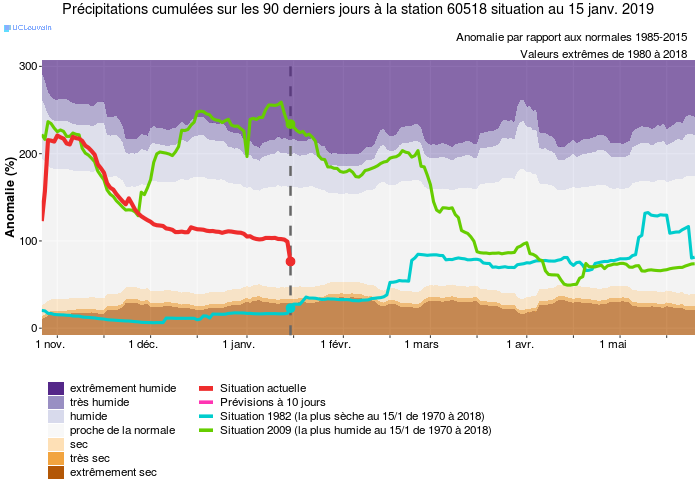 Précipitations cumulées sur les 90 derniers jours à la station 60518 situation au 15 janv. 2019
UCLouvain
Anomalie par rapport aux normales 1985-2015
Valeurs extrêmes de 1980 à 2018
Anomalie (%)
300
200
100
0
1 nov. 1 déc. 1 janv. 1 févr. 1 mars 1 avr. 1 mai
extrêmement humide
très humide
humide
proche de la normale
sec
très sec
extrêmement sec
Situation actuelle
Prévisions à 10 jours
Situation 1982 (la plus sèche au 15/1 de 1970 à 2018)
Situation 2009 (la plus humide au 15/1 de 1970 à 2018)